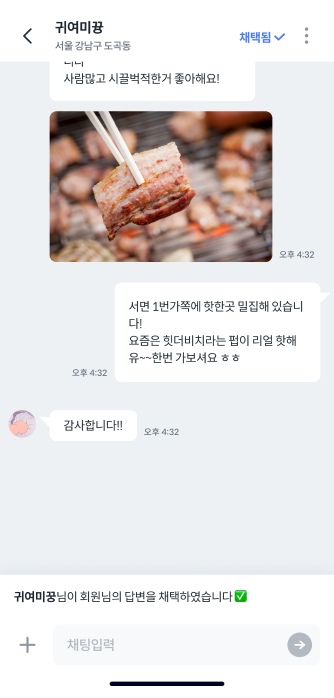 귀여미뀽
서울 강남구 도곡동
채택됨
사람많고 시끌벅적한거 좋아해요!
오후 4:32
서면 1번가쪽에 핫한곳 밀집해 있습니
다!
요즘은 힛더비치라는 펍이 리얼 핫해
유~~한번 가보셔요 ㅎㅎ
오후 4:32
감사합니다!!
오후 4:32
귀여미꿍님이 회원님의 답변을 채택하였습니다✅
채팅입력